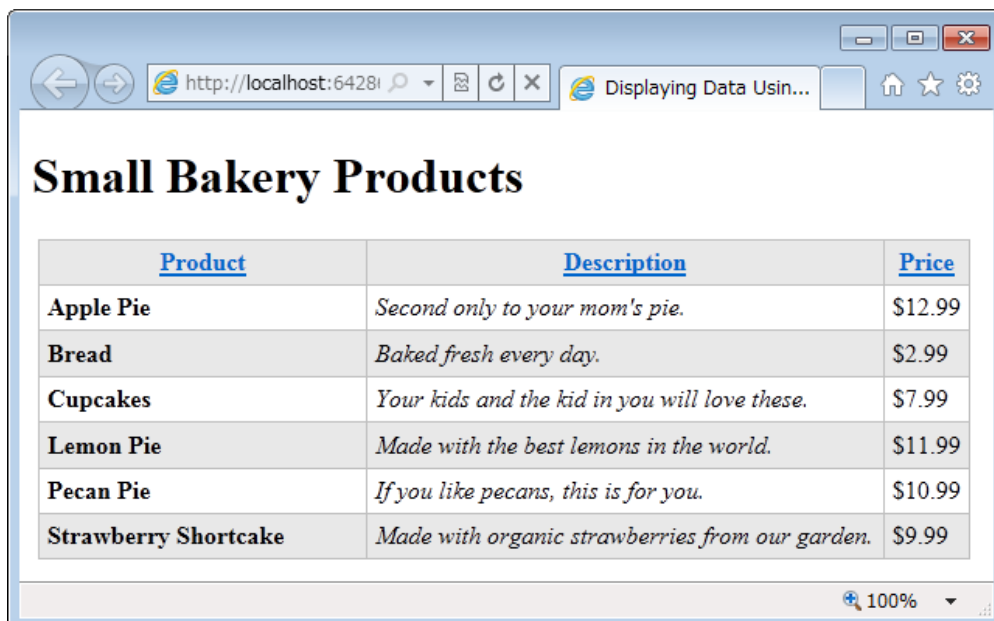 http://localhost:6428
Displaying Data Usin...
Small Bakery Products
Product Description Price
Apple Pie Second only to your mom's pie. $12.99
Bread Baked fresh every day. $2.99
Cupcakes Your kids and the kid in you will love these. $7.99
Lemon Pie Made with the best lemons in the world. $11.99
Pecan Pie If you like pecans, this is for you. $10.99
Strawberry Shortcake Made with organic strawberries from our garden. $9.99
100%